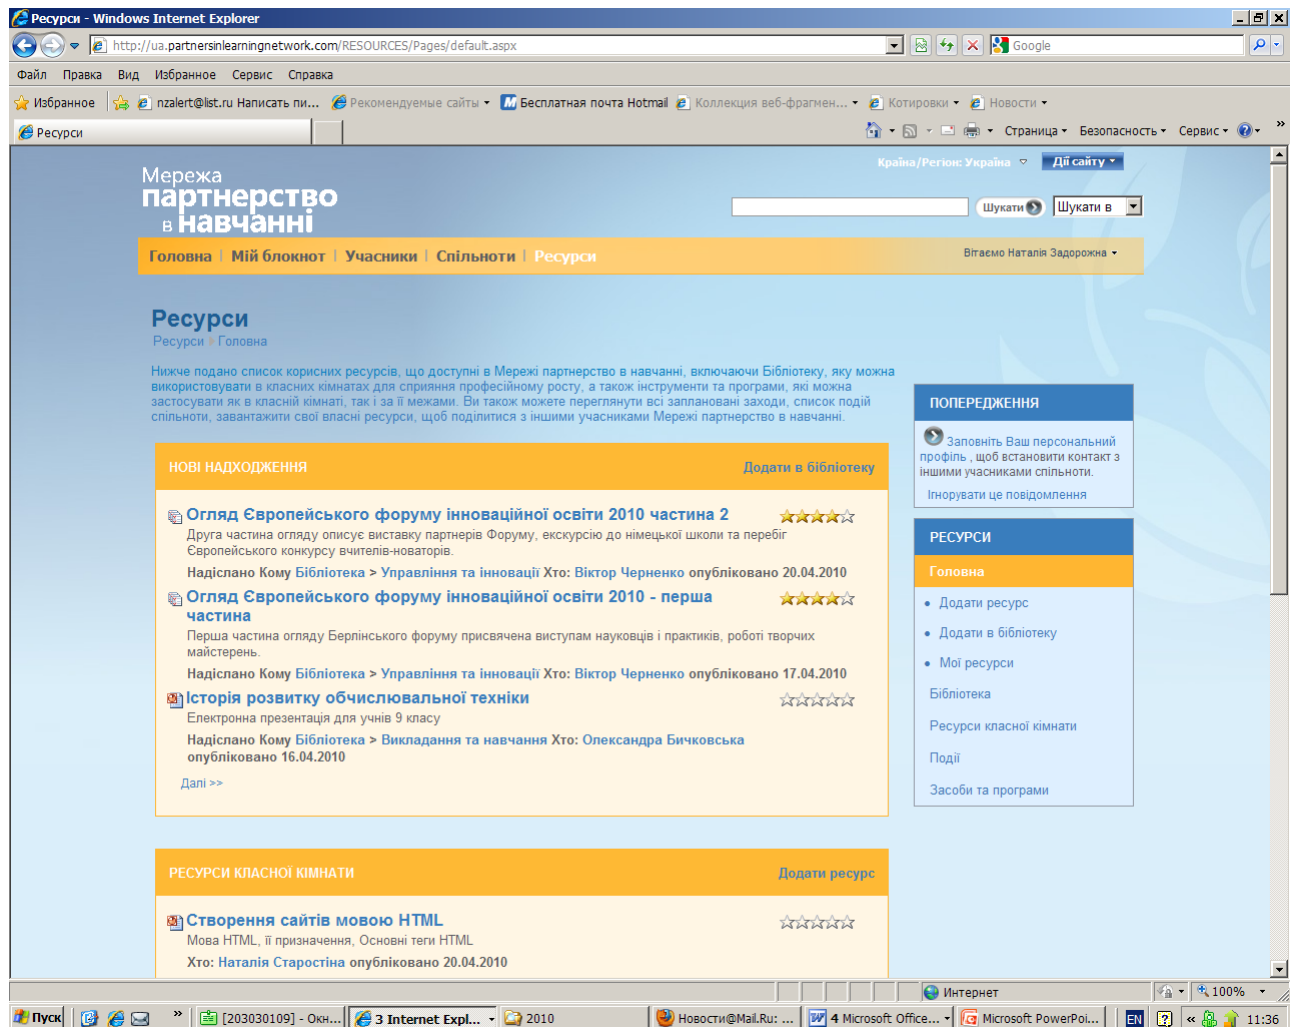 Ресурси - Windows Internet Explorer
http://ua.partnersinlearningnetwork.com/RESOURCES/Pages/default.aspx
Google
Файл Правка Вид Избранное Сервис Справка
Избранное nzalert@list.ru Написать пи... Рекомендуемые сайты Бесплатная почта Hotmail Коллекция веб-фрагмен... Котировки Новости
Ресурси
Страница Безопасность Сервис
Країна/Регіон: Україна Дії сайту
Мережа
партнерство
в навчанні
Шукати Шукати в
Головна | Мій блокнот | Учасники | Спільноти | Ресурси
Вітаємо Наталія Задорожна
Ресурси
Ресурси Головна
Нижче подано список корисних ресурсів, що доступні в Мережі партнерство в навчанні, включаючи Бібліотеку, яку можна
використовувати в класних кімнатах для сприяння професійному росту, а також інструменти та програми, які можна
застосувати як в класній кімнаті, так і за її межами. Ви також можете переглянути всі заплановані заходи, список подій
спільноти, завантажити свої власні ресурси, щоб поділитися з іншими учасниками Мережі партнерство в навчанні.
НОВІ НАДХОДЖЕННЯ Додати в бібліотеку
Огляд Європейського форуму інноваційної освіти 2010 частина 2
Друга частина огляду описує виставку партнерів Форуму, екскурсію до німецької школи та перебіг
Європейського конкурсу вчителів-новаторів.
Надіслано Кому Бібліотека > Управління та інновації Хто: Віктор Черненко опубліковано 20.04.2010
Огляд Європейського форуму інноваційної освіти 2010 - перша
частина
Перша частина огляду Берлінського форуму присвячена виступам науковців і практиків, роботі творчих
майстерень.
Надіслано Кому Бібліотека > Управління та інновації Хто: Віктор Черненко опубліковано 17.04.2010
Історія розвитку обчислювальної техніки
Електронна презентація для учнів 9 класу
Надіслано Кому Бібліотека > Викладання та навчання Хто: Олександра Бичковська
опубліковано 16.04.2010
Далі >>
РЕСУРСИ КЛАСНОЇ КІМНАТИ Додати ресурс
Створення сайтів мовою HTML
Мова HTML, її призначення, Основні теги HTML
Хто: Наталія Старостіна опубліковано 20.04.2010
ПОПЕРЕДЖЕННЯ
Заповніть Ваш персональний
профіль , щоб встановити контакт з
іншими учасниками спільноти.
Ігнорувати це повідомлення
РЕСУРСИ
Головна
Додати ресурс
Додати в бібліотеку
Мої ресурси
Бібліотека
Ресурси класної кімнати
Події
Засоби та програми
Интернет 100%
Пуск [203030109] - Окн... 3 Internet Expl... 2010 Новости@Mail.Ru: ... 4 Microsoft Office... Microsoft PowerPoi... EN 11:36